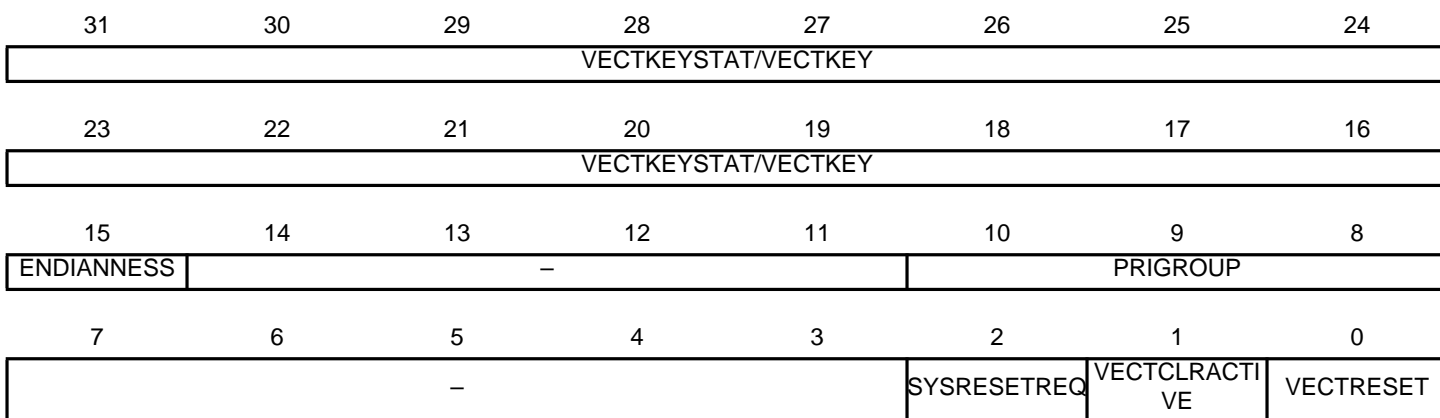 31 30 29 28 27 26 25 24
VECTKEYSTAT/VECTKEY
23 22 21 20 19 18 17 16
VECTKEYSTAT/VECTKEY
15 14 13 12 11 10 9 8
ENDIANNESS – PRIGROUP
7 6 5 4 3 2 1 0
– SYSRESETREQ VECTCLRACTI
VE VECTRESET